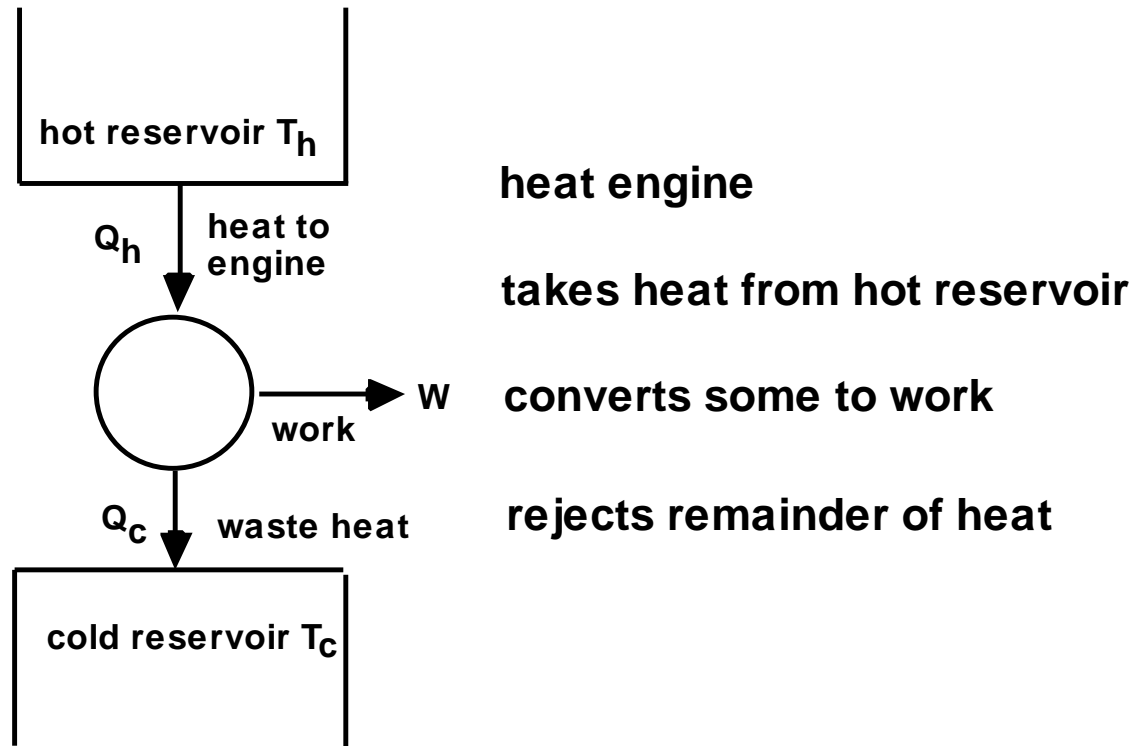 hot reservoir Th
Qh
heat to
engine
W
work
Qc
waste heat
cold reservoir Tc
heat engine
takes heat from hot reservoir
converts some to work
rejects remainder of heat